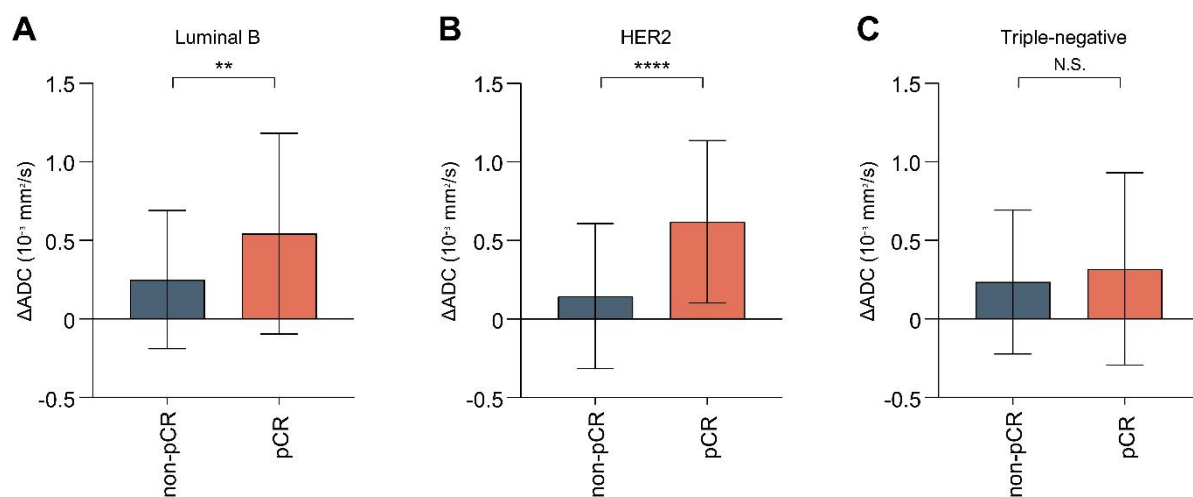 A
Luminal B
**
1.5
1.0
0.5
0
-0.5
ΔADC (10⁻³ mm²/s)
non-pCR
pCR
B
HER2
****
1.5
1.0
0.5
0
-0.5
ΔADC (10⁻³ mm²/s)
non-pCR
pCR
C
Triple-negative
N.S.
1.5
1.0
0.5
0
-0.5
ΔADC (10⁻³ mm²/s)
non-pCR
pCR